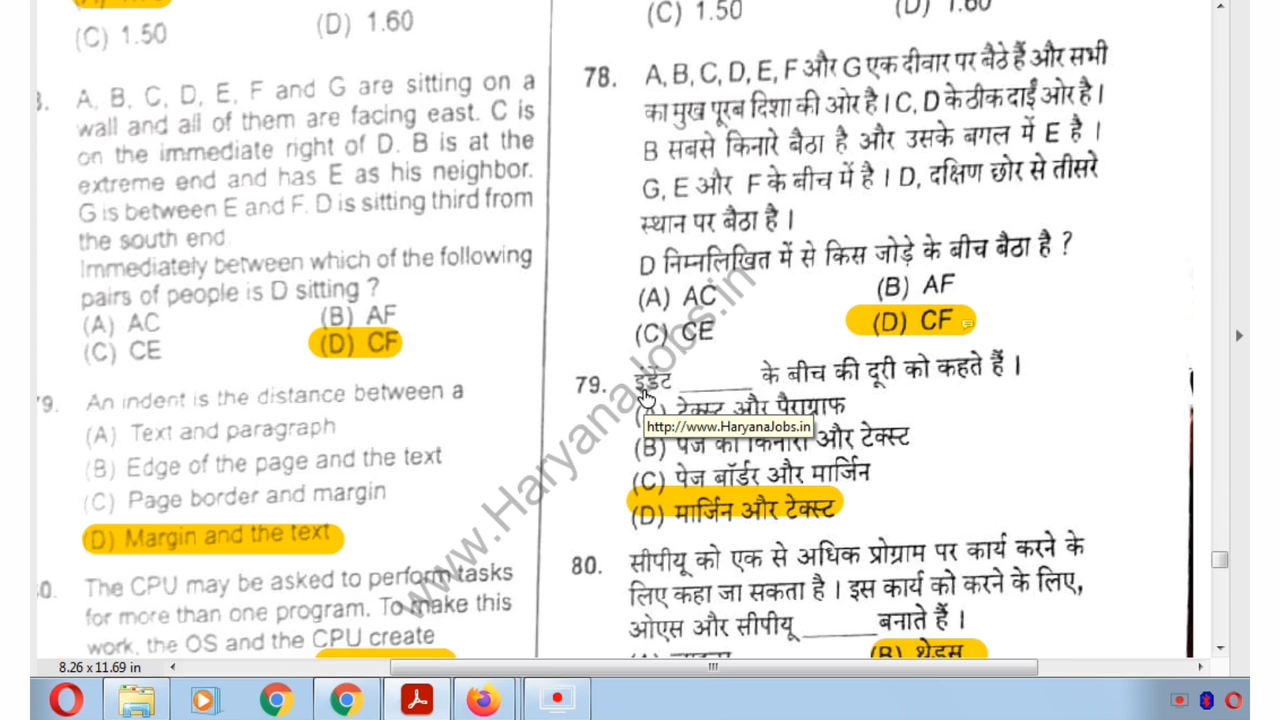 (C) 1.50
(D) 1.60
A, B, C, D, E, F and G are sitting on a
wall and all of them are facing east. C is
on the immediate right of D. B is at the
extreme end and has E as his neighbor.
G is between E and F. D is sitting third from
the south end.
Immediately between which of the following
pairs of people is D sitting ?
(A) AC
(B) AF
(C) CE
(D) CF
9. An indent is the distance between a
(A) Text and paragraph
(B) Edge of the page and the text
(C) Page border and margin
(D) Margin and the text
0. The CPU may be asked to perform tasks
for more than one program. To make this
work, the OS and the CPU create
(C) 1.50
(D) 1.60
78. A, B, C, D, E, F और G एक दीवार पर बैठे हैं और सभी
का मुख पूरब दिशा की ओर है । C, D के ठीक दाईं ओर है ।
B सबसे किनारे बैठा है और उसके बगल में E है ।
G, E और F के बीच में है । D, दक्षिण छोर से तीसरे
स्थान पर बैठा है ।
D निम्नलिखित में से किस जोड़े के बीच बैठा है ?
(A) AC
(B) AF
(C) CE
(D) CF
79. इंडेंट ______ के बीच की दूरी को कहते हैं ।
(A) टेक्स्ट और पैराग्राफ
http://www.HaryanaJobs.in
(B) पेज का किनारा और टेक्स्ट
(C) पेज बॉर्डर और मार्जिन
(D) मार्जिन और टेक्स्ट
80. सीपीयू को एक से अधिक प्रोग्राम पर कार्य करने के
लिए कहा जा सकता है । इस कार्य को करने के लिए,
ओएस और सीपीयू ______ बनाते हैं ।
(B) थ्रेड्स
www.HaryanaJobs.in
8.26 x 11.69 in